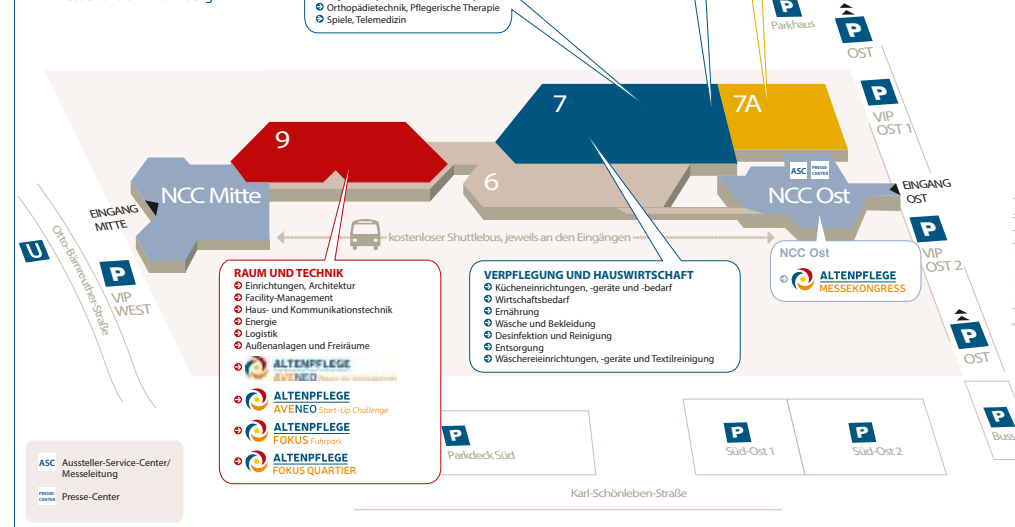 Orthopädietechnik, Pflegerische Therapie
Spiele, Telemedizin
P
Parkhaus
P
OST
P
VIP
OST 1
7
7A
9
6
NCC Mitte
ASC
PRESSE-
CENTER
NCC Ost
EINGANG
OST
EINGANG
MITTE
kostenloser Shuttlebus, jeweils an den Eingängen
U
Otto-Bärnreuther-Straße
P
VIP
WEST
P
VIP
OST 2
NCC Ost
ALTENPFLEGE
MESSEKONGRESS
RAUM UND TECHNIK
Einrichtungen, Architektur
Facility-Management
Haus- und Kommunikationstechnik
Energie
Logistik
Außenanlagen und Freiräume
ALTENPFLEGE
AVENEO
ALTENPFLEGE
AVENEO Start-Up Challenge
ALTENPFLEGE
FOKUS Fuhrpark
ALTENPFLEGE
FOKUS QUARTIER
VERPFLEGUNG UND HAUSWIRTSCHAFT
Kücheneinrichtungen, -geräte und -bedarf
Wirtschaftsbedarf
Ernährung
Wäsche und Bekleidung
Desinfektion und Reinigung
Entsorgung
Wäschereieinrichtungen, -geräte und Textilreinigung
P
OST
P
Parkdeck Süd
P
Süd-Ost 1
P
Süd-Ost 2
P
Buss
Karl-Schönleben-Straße
ASC Aussteller-Service-Center/
Messeleitung
PRESSE-
CENTER Presse-Center